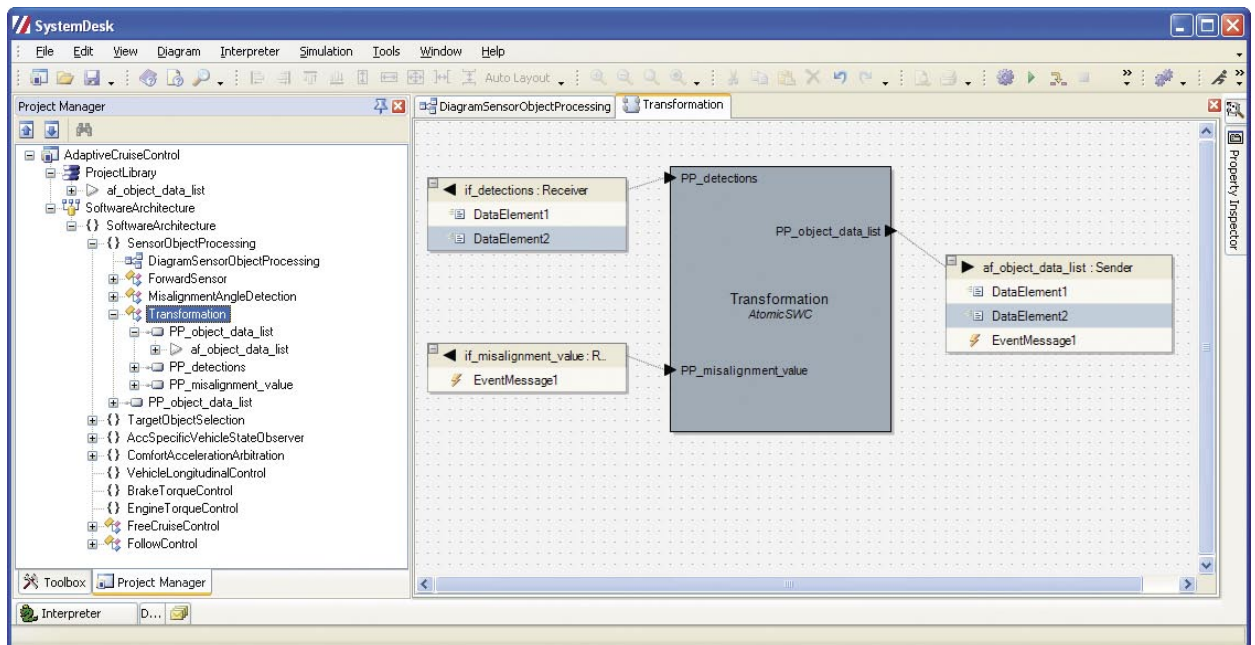 SystemDesk
File Edit View Diagram Interpreter Simulation Tools Window Help
Auto Layout
Project Manager
DiagramSensorObjectProcessing
Transformation
AdaptiveCruiseControl
ProjectLibrary
af_object_data_list
SoftwareArchitecture
SoftwareArchitecture
SensorObjectProcessing
DiagramSensorObjectProcessing
ForwardSensor
MisalignmentAngleDetection
Transformation
PP_object_data_list
af_object_data_list
PP_detections
PP_misalignment_value
PP_object_data_list
TargetObjectSelection
AccSpecificVehicleStateObserver
ComfortAccelerationArbitration
VehicleLongitudinalControl
BrakeTorqueControl
EngineTorqueControl
FreeCruiseControl
FollowControl
Toolbox
Project Manager
Interpreter
D...
if_detections : Receiver
DataElement1
DataElement2
if_misalignment_value : R..
EventMessage1
PP_detections
PP_object_data_list
Transformation
AtomicSWC
PP_misalignment_value
af_object_data_list : Sender
DataElement1
DataElement2
EventMessage1
Property Inspector